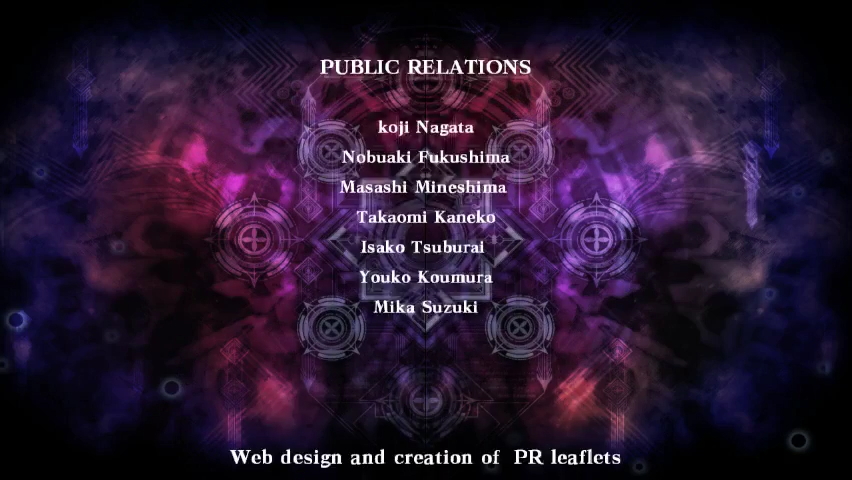 PUBLIC RELATIONS
koji Nagata
Nobuaki Fukushima
Masashi Mineshima
Takaomi Kaneko
Isako Tsuburai
Youko Koumura
Mika Suzuki
Web design and creation of PR leaflets